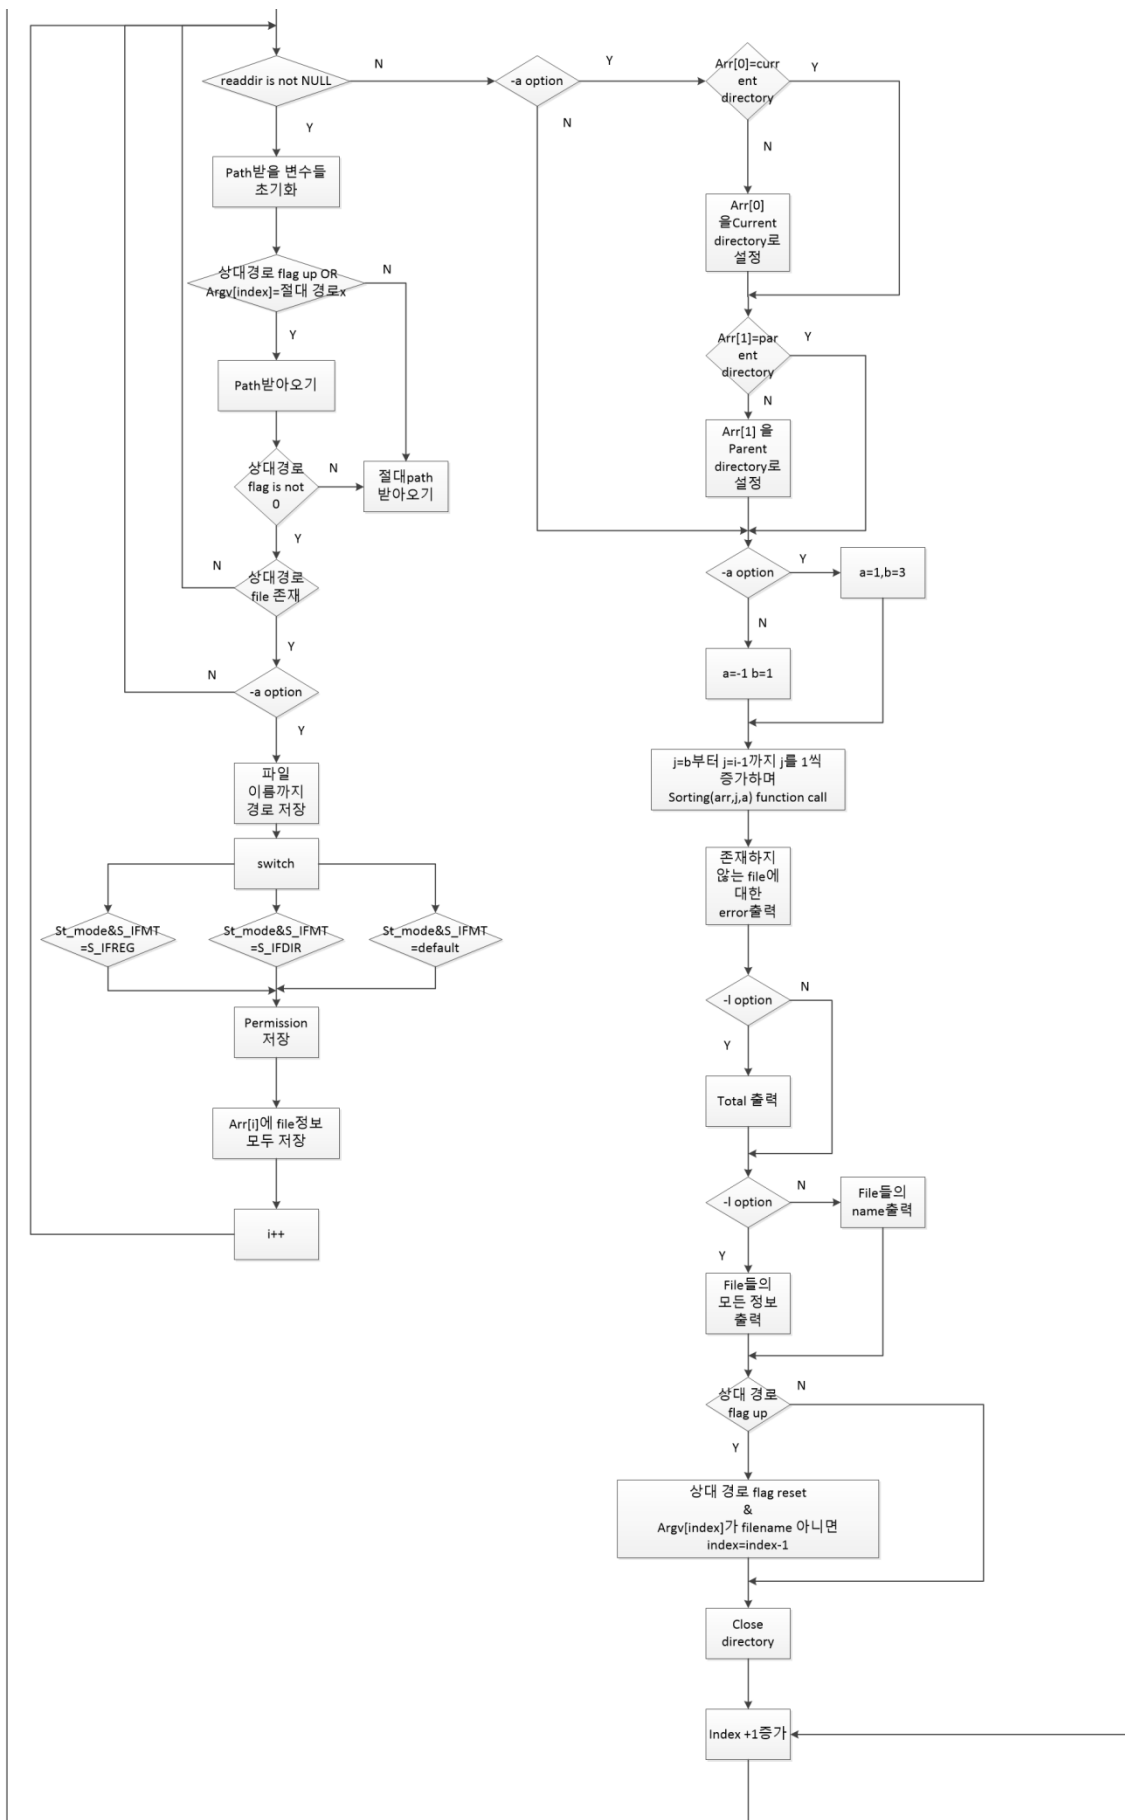 readdir is not NULL
N
Y
Path받을 변수들
초기화
상대경로 flag up OR
Argv[index]=절대 경로x
N
Y
Path받아오기
상대경로
flag is not
0
N
절대path
받아오기
Y
N
상대경로
file 존재
Y
N
-a option
Y
파일
이름까지
경로 저장
switch
St_mode&S_IFMT
=S_IFREG
St_mode&S_IFMT
=S_IFDIR
St_mode&S_IFMT
=default
Permission
저장
Arr[i]에 file정보
모두 저장
i++
-a option
Y
N
Arr[0]=curr
ent
directory
Y
N
Arr[0]
을Current
directory로
설정
Arr[1]=par
ent
directory
Y
N
Arr[1] 을
Parent
directory로
설정
-a option
Y
a=1,b=3
N
a=-1 b=1
j=b부터 j=i-1까지 j를 1씩
증가하며
Sorting(arr,j,a) function call
존재하지
않는 file에
대한
error출력
-l option
N
Y
Total 출력
-l option
N
File들의
name출력
Y
File들의
모든 정보
출력
상대 경로
flag up
N
Y
상대 경로 flag reset
&
Argv[index]가 filename 아니면
index=index-1
Close
directory
Index +1증가